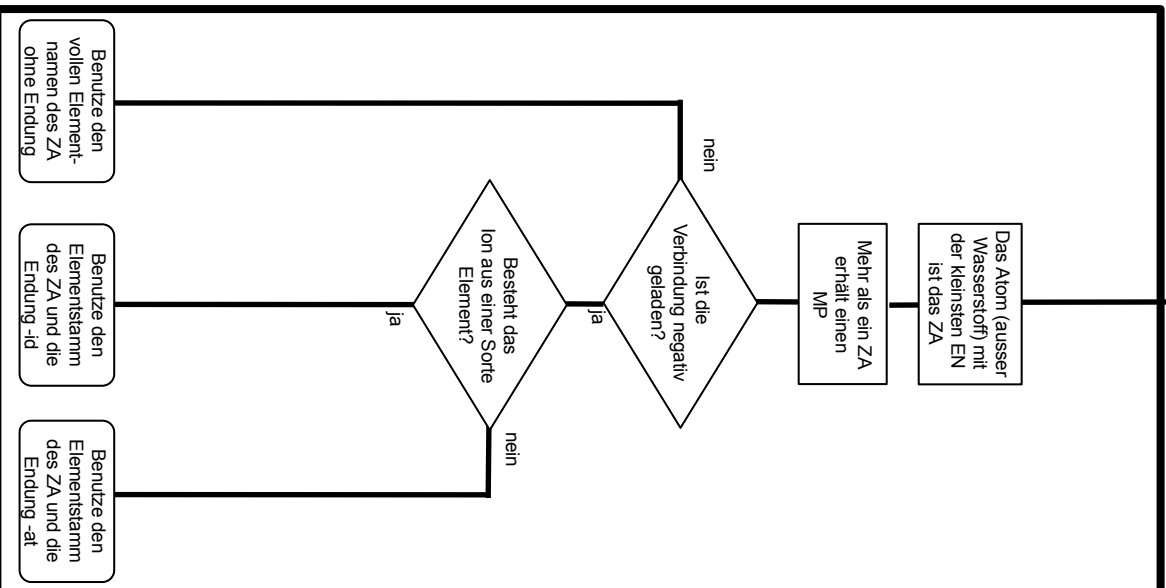 Das Atom (ausser
Wasserstoff) mit
der kleinsten EN
ist das ZA
Mehr als ein ZA
erhält einen
MP
Ist die
Verbindung negativ
geladen?
nein
ja
Besteht das
Ion aus einer Sorte
Element?
nein
ja
Benutze den
vollen Element-
namen des ZA
ohne Endung
Benutze den
Elementstamm
des ZA und die
Endung -id
Benutze den
Elementstamm
des ZA und die
Endung -at